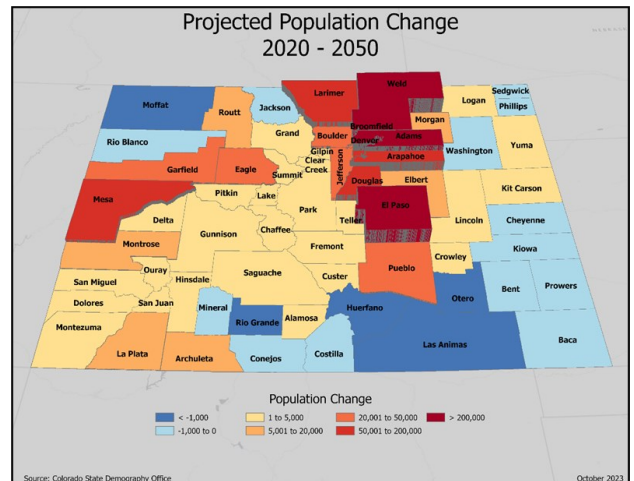 Projected Population Change
2020 - 2050
Moffat
Routt
Jackson
Larimer
Weld
Logan
Sedgwick
Phillips
Rio Blanco
Grand
Boulder
Broomfield
Morgan
Denver
Adams
Washington
Yuma
Garfield
Eagle
Summit
Gilpin
Clear
Creek
Jefferson
Arapahoe
Mesa
Pitkin
Lake
Park
Douglas
Elbert
Kit Carson
Delta
Gunnison
Chaffee
Teller
El Paso
Lincoln
Cheyenne
Montrose
Fremont
Kiowa
Ouray
Saguache
Custer
Pueblo
Crowley
San Miguel
Hinsdale
Dolores
San Juan
Mineral
Rio Grande
Alamosa
Huerfano
Otero
Bent
Prowers
Montezuma
La Plata
Archuleta
Conejos
Costilla
Las Animas
Baca
Population Change
< -1,000
1 to 5,000
20,001 to 50,000
> 200,000
-1,000 to 0
5,001 to 20,000
50,001 to 200,000
Source: Colorado State Demography Office
October 2023